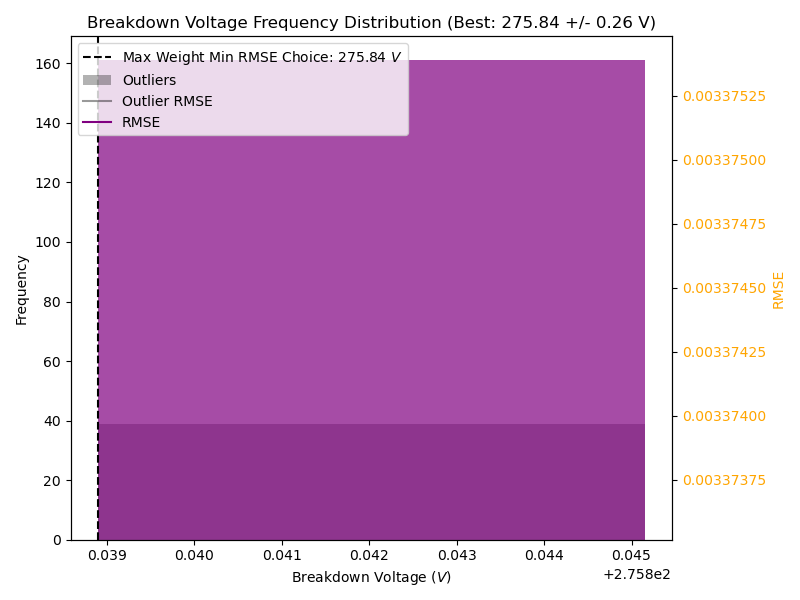 Breakdown Voltage Frequency Distribution (Best: 275.84 +/- 0.26 V)
Max Weight Min RMSE Choice: 275.84 V
Outliers
Outlier RMSE
RMSE
160
140
120
100
80
60
40
20
0
Frequency
0.00337525
0.00337500
0.00337475
0.00337450
0.00337425
0.00337400
0.00337375
RMSE
0.039 0.040 0.041 0.042 0.043 0.044 0.045
+2.758e2
Breakdown Voltage (V)